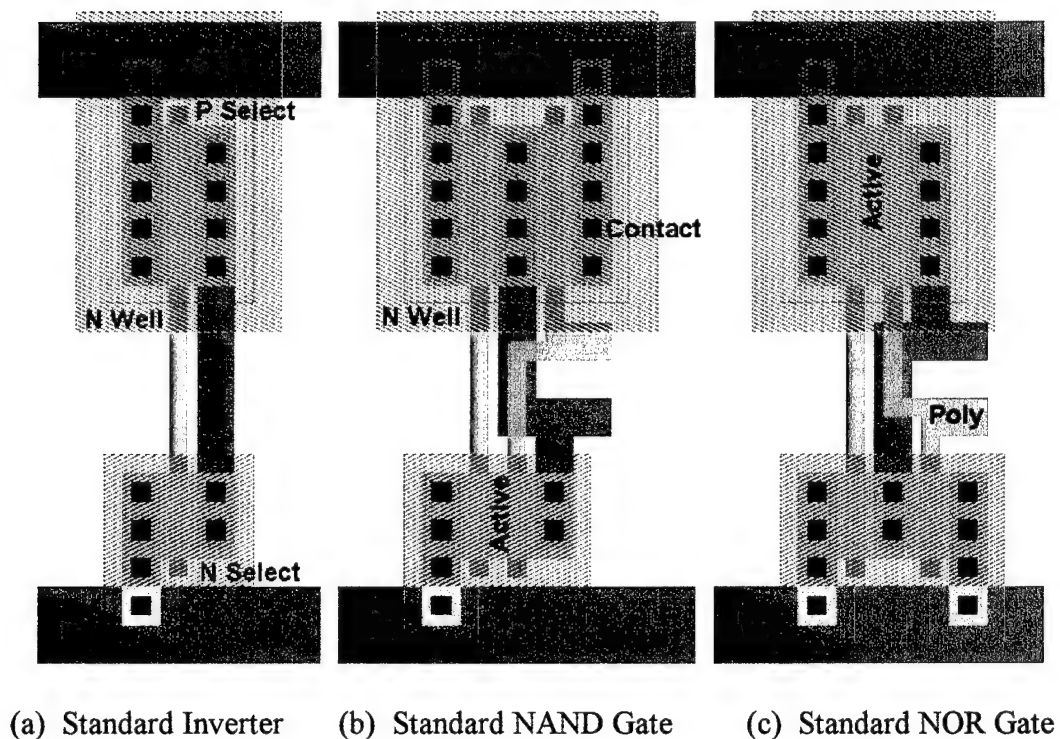 P Select
Active
Contact
N Well
N Well
Poly
Active
N Select
(a) Standard Inverter
(b) Standard NAND Gate
(c) Standard NOR Gate